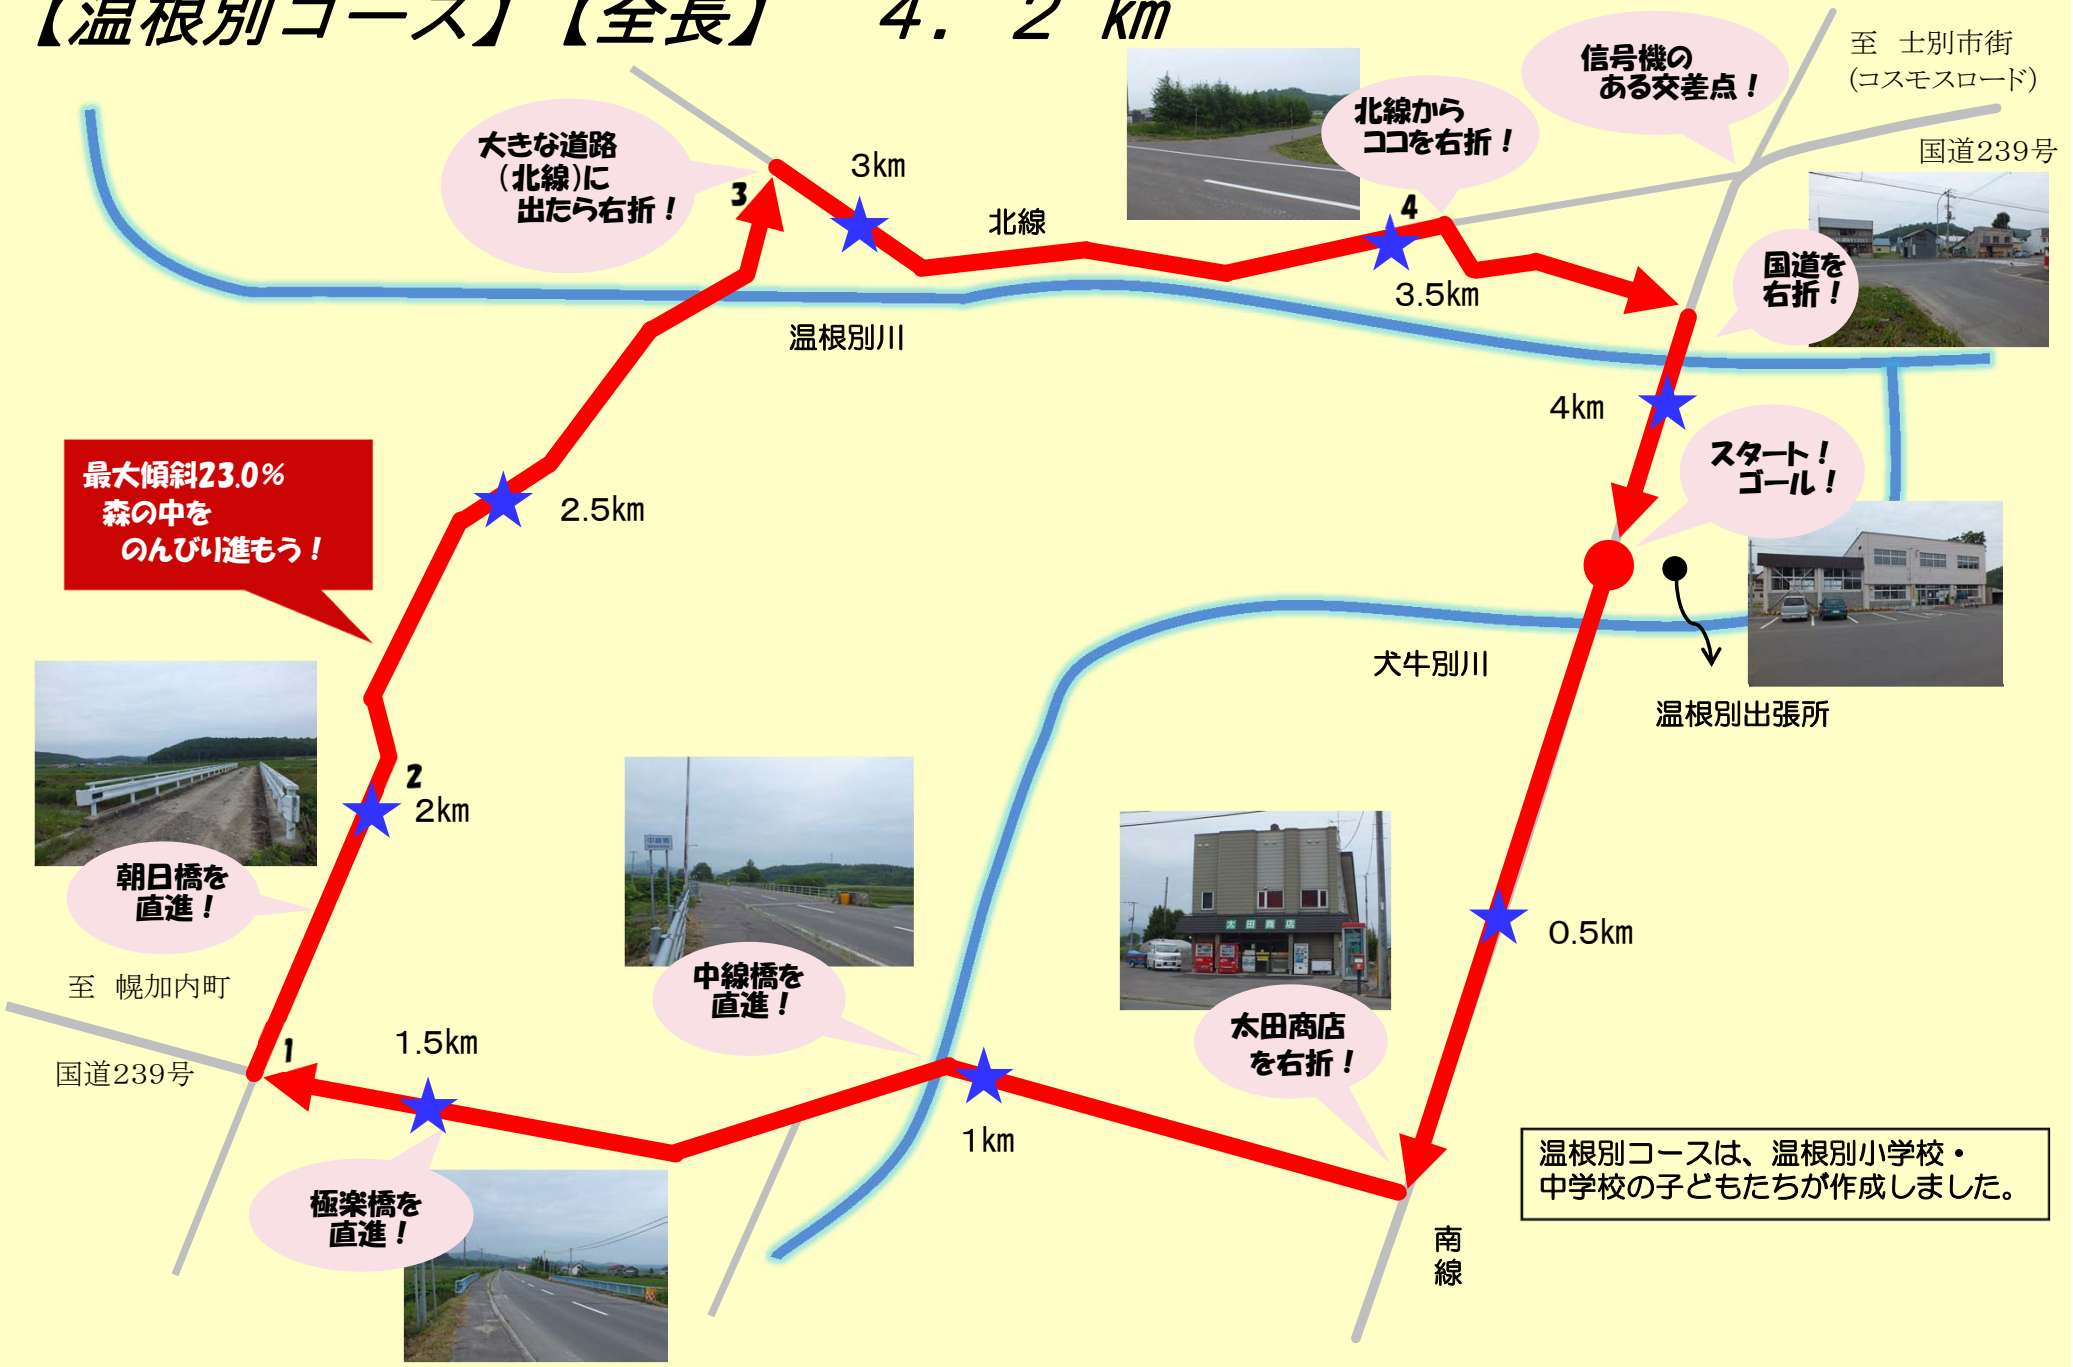 【温根別コース】【全長】 4.2 km
信号機の
ある交差点！
至 士別市街
(コスモスロード)
国道239号
大きな道路
(北線)に
出たら右折！
3
3km
北線
北線から
ココを右折！
4
3.5km
国道を
右折！
温根別川
4km
スタート！
ゴール！
最大傾斜23.0％
森の中を
のんびり進もう！
2.5km
犬牛別川
温根別出張所
2
2km
朝日橋を
直進！
中線橋
太田商店
0.5km
至 幌加内町
国道239号
1
1.5km
中線橋を
直進！
太田商店
を右折！
1km
極楽橋を
直進！
南線
温根別コースは、温根別小学校・
中学校の子どもたちが作成しました。